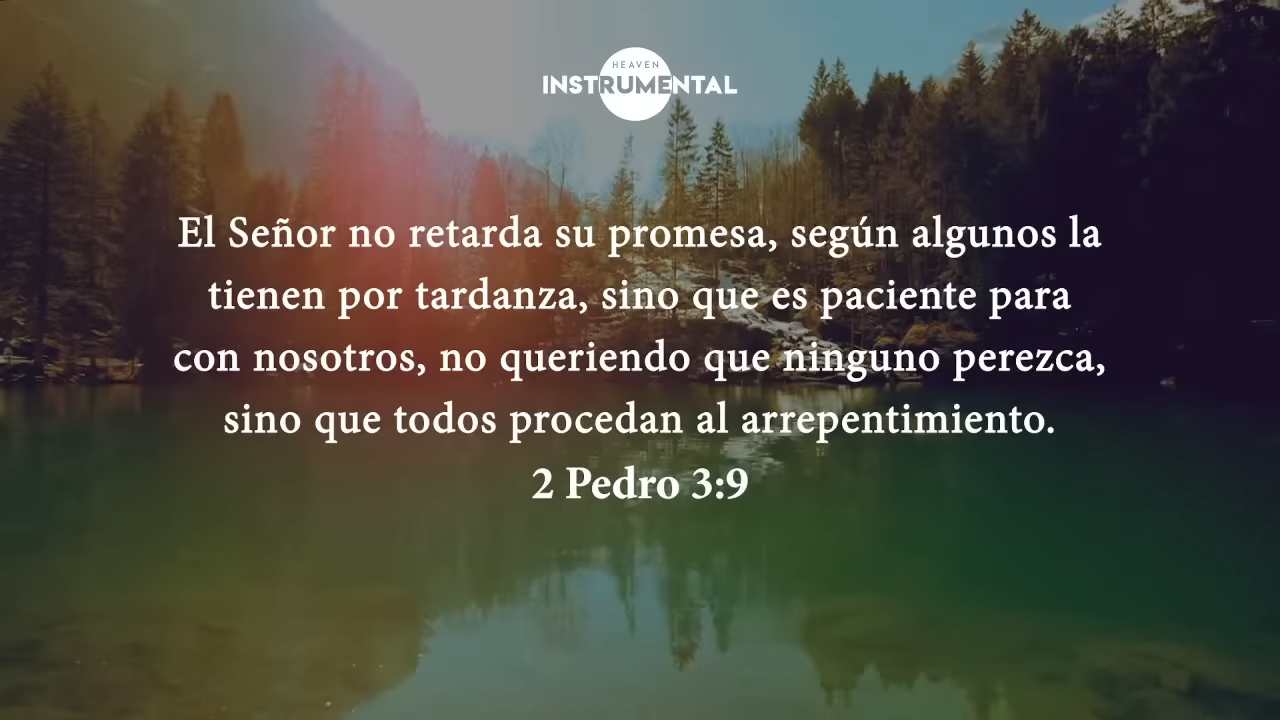 HEAVEN
INSTRUMENTAL
El Señor no retarda su promesa, según algunos la
tienen por tardanza, sino que es paciente para
con nosotros, no queriendo que ninguno perezca,
sino que todos procedan al arrepentimiento.
2 Pedro 3:9